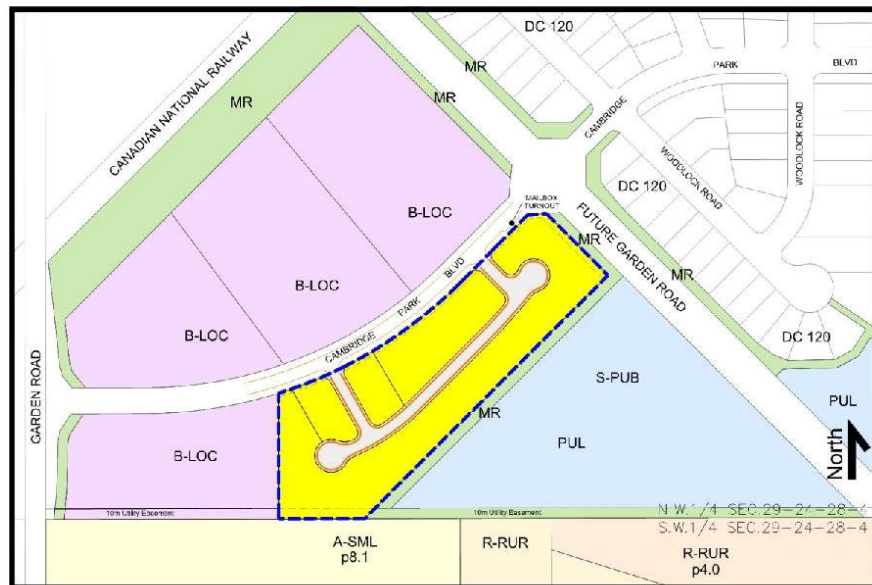 DC 120
CANADIAN NATIONAL RAILWAY
MR
MR
MR
PARK
BLVD
CAMBRIDGE
WOODLOCK ROAD
WOODLOCK ROAD
B-LOC
DC 120
MAILBOX
TURNOUT
FUTURE GARDEN ROAD
MR
MR
B-LOC
B-LOC
CAMBRIDGE
PARK
BLVD
DC 120
GARDEN ROAD
S-PUB
MR
PUL
PUL
B-LOC
North
10m Utility Easement
10m Utility Easement
N.W.1/4 SEC.29-24-28-4
S.W.1/4 SEC.29-24-28-4
A-SML
p8.1
R-RUR
R-RUR
p4.0